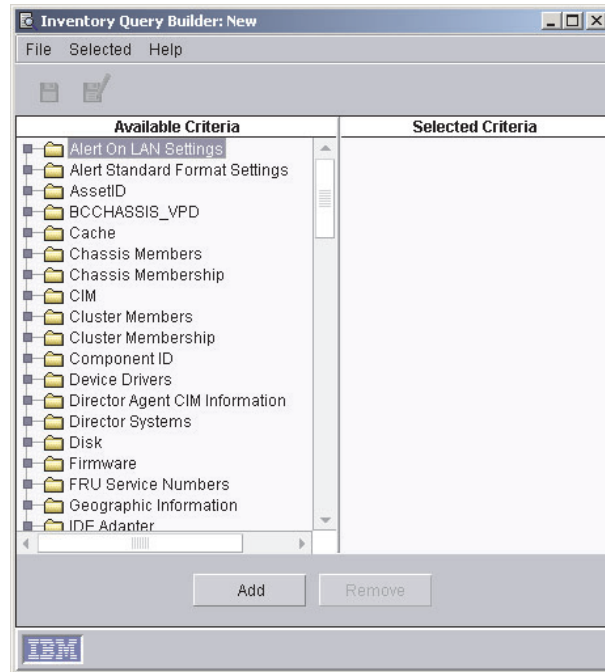 Inventory Query Builder: New
File Selected Help
Available Criteria
Selected Criteria
Alert On LAN Settings
Alert Standard Format Settings
AssetID
BCCHASSIS_VPD
Cache
Chassis Members
Chassis Membership
CIM
Cluster Members
Cluster Membership
Component ID
Device Drivers
Director Agent CIM Information
Director Systems
Disk
Firmware
FRU Service Numbers
Geographic Information
IDE Adapter
Add
Remove
IBM